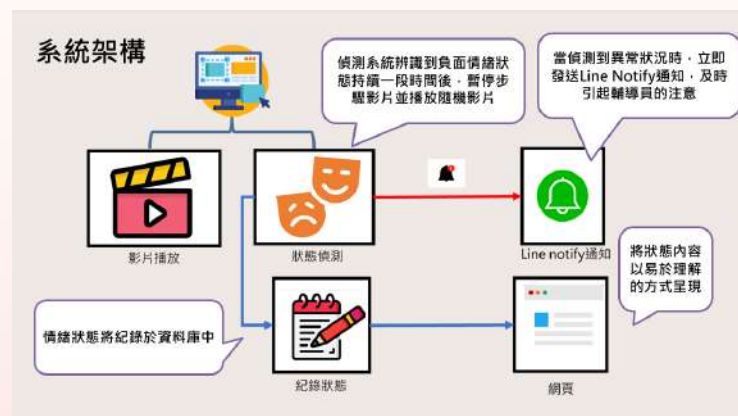 系統架構
偵測系統辨識到負面情緒狀
態持續一段時間後，暫停步
驟影片並播放隨機影片
當偵測到異常狀況時，立即
發送Line Notify通知，及時
引起輔導員的注意
影片播放
狀態偵測
Line notify通知
將狀態內容
以易於理解
的方式呈現
情緒狀態將紀錄於資料庫中
紀錄狀態
網頁